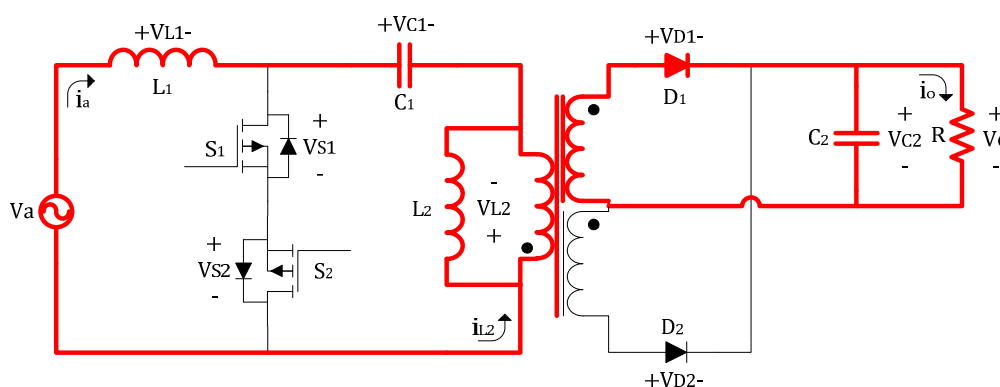 +VL1-
L1
+VC1-
C1
+VD1-
D1
ia
io
S1
+
VS1
-
C2
+
VC2
-
R
+
-
Va
L2
-
VL2
+
+
VS2
-
S2
iL2
D2
+VD2-